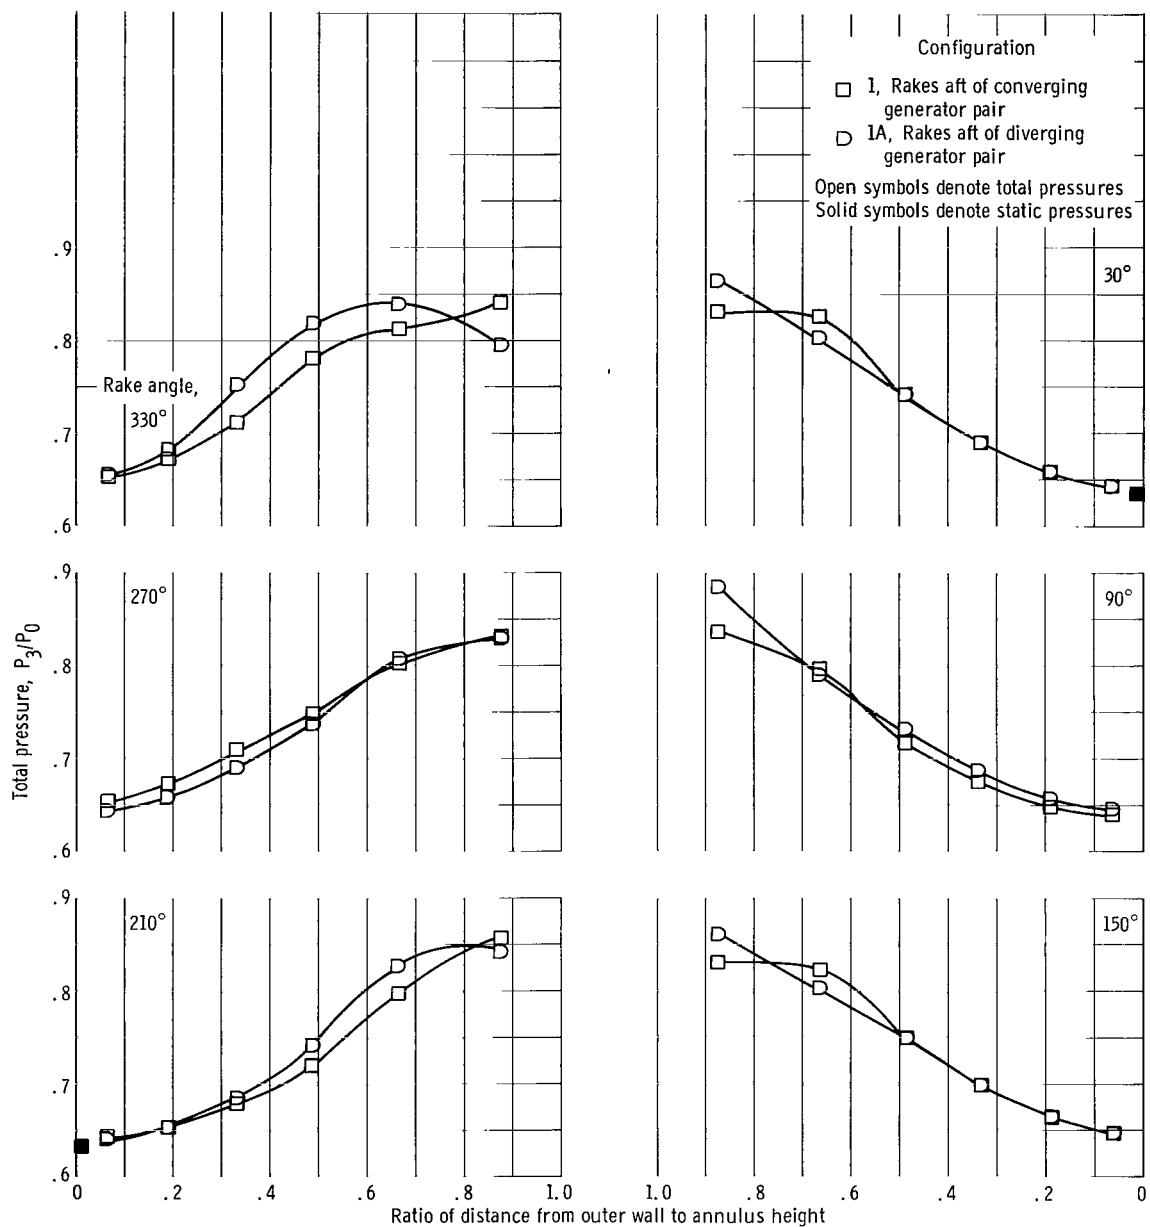 Configuration
1, Rakes aft of converging
generator pair
1A, Rakes aft of diverging
generator pair
Open symbols denote total pressures
Solid symbols denote static pressures
.9
30°
.8
Rake angle,
330°
.7
.6
.9
270°
90°
.8
Total pressure, P3/P0
.7
.6
.9
210°
150°
.8
.7
.6
0 .2 .4 .6 .8 1.0 1.0 .8 .6 .4 .2 0
Ratio of distance from outer wall to annulus height